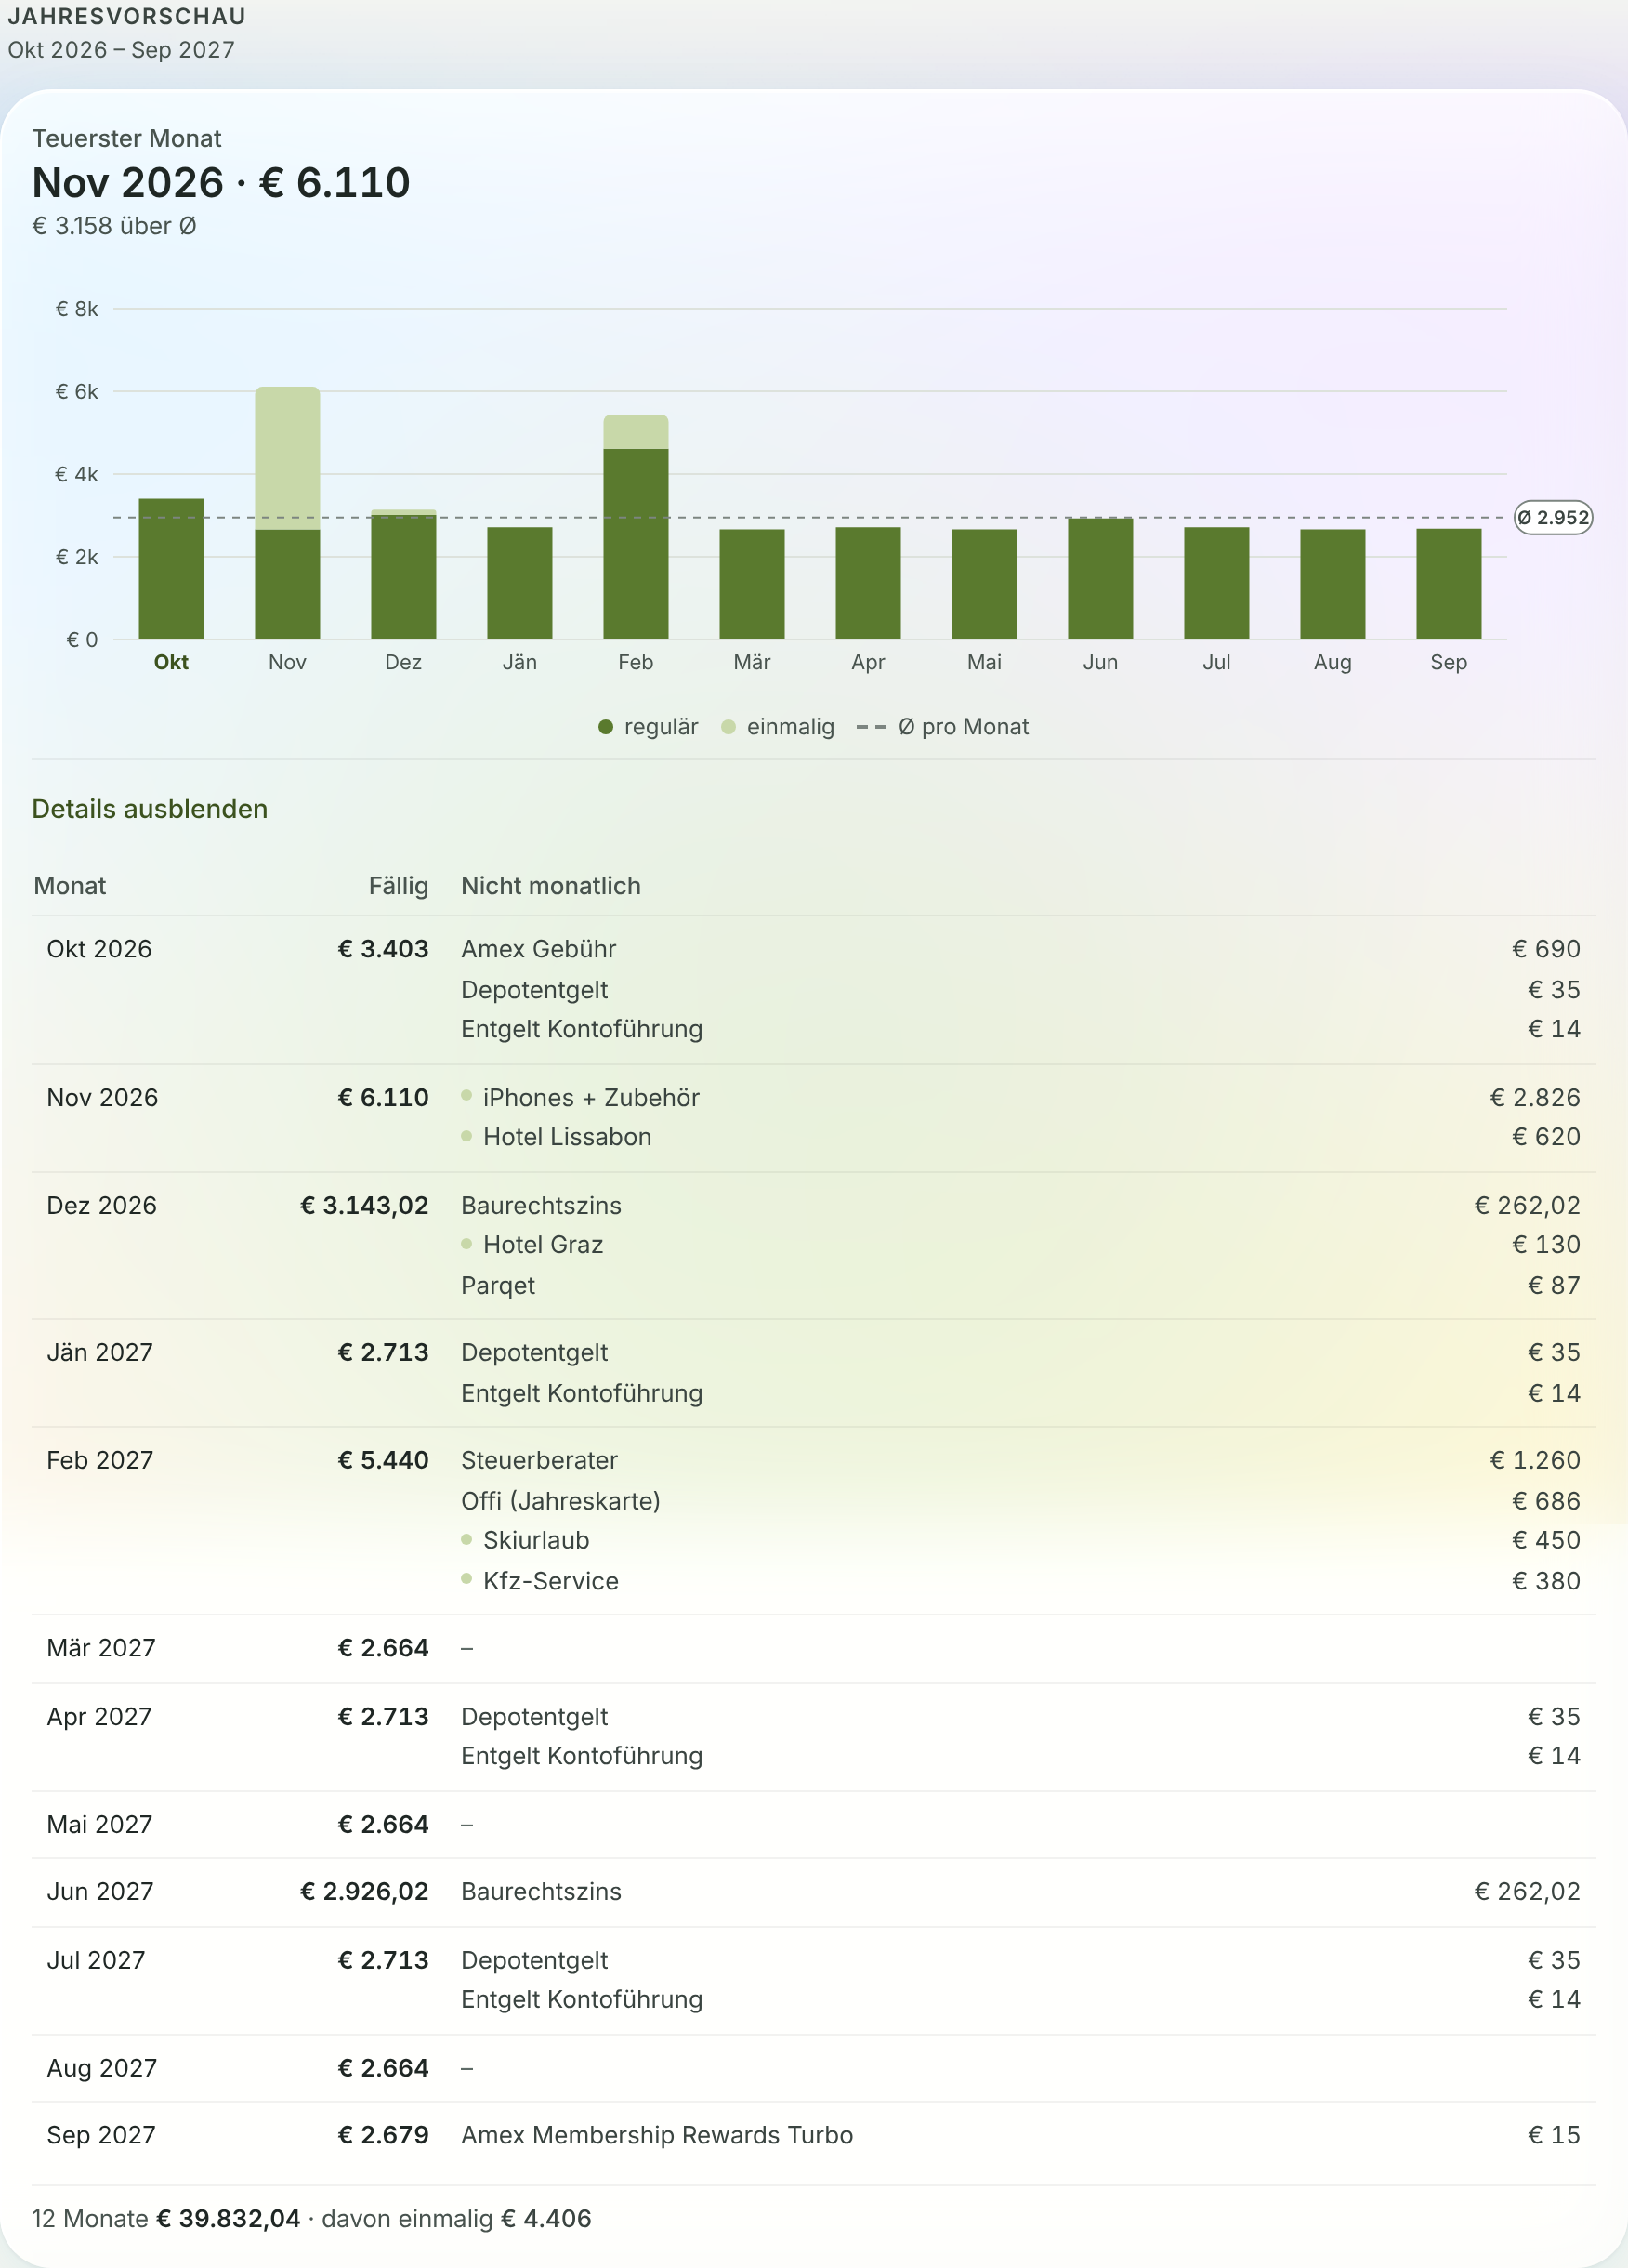 JAHRESVORSCHAU
Okt 2026 – Sep 2027
Teuerster Monat
Nov 2026 · € 6.110
€ 3.158 über Ø
€ 8k
€ 6k
€ 4k
€ 2k
€ 0
Ø 2.952
Okt Nov Dez Jän Feb Mär Apr Mai Jun Jul Aug Sep
regulär einmalig Ø pro Monat
Details ausblenden
Monat Fällig Nicht monatlich
Okt 2026 € 3.403 Amex Gebühr € 690
Depotentgelt € 35
Entgelt Kontoführung € 14
Nov 2026 € 6.110 iPhones + Zubehör € 2.826
Hotel Lissabon € 620
Dez 2026 € 3.143,02 Baurechtszins € 262,02
Hotel Graz € 130
Parqet € 87
Jän 2027 € 2.713 Depotentgelt € 35
Entgelt Kontoführung € 14
Feb 2027 € 5.440 Steuerberater € 1.260
Offi (Jahreskarte) € 686
Skiurlaub € 450
Kfz-Service € 380
Mär 2027 € 2.664 –
Apr 2027 € 2.713 Depotentgelt € 35
Entgelt Kontoführung € 14
Mai 2027 € 2.664 –
Jun 2027 € 2.926,02 Baurechtszins € 262,02
Jul 2027 € 2.713 Depotentgelt € 35
Entgelt Kontoführung € 14
Aug 2027 € 2.664 –
Sep 2027 € 2.679 Amex Membership Rewards Turbo € 15
12 Monate € 39.832,04 · davon einmalig € 4.406